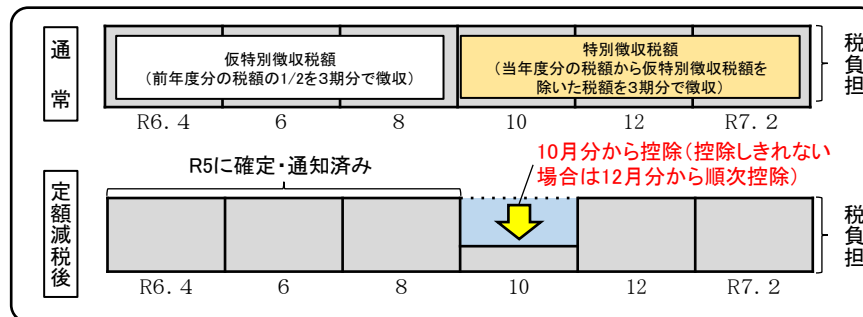 通常
仮特別徴収税額
(前年度分の税額の1/2を3期分で徴収)
特別徴収税額
(当年度分の税額から仮特別徴収税額を
除いた税額を3期分で徴収)
税負担
R6.4 6 8 10 12 R7.2
R5に確定・通知済み
10月分から控除(控除しきれない
場合は12月分から順次控除)
定額減税後
税負担
R6.4 6 8 10 12 R7.2